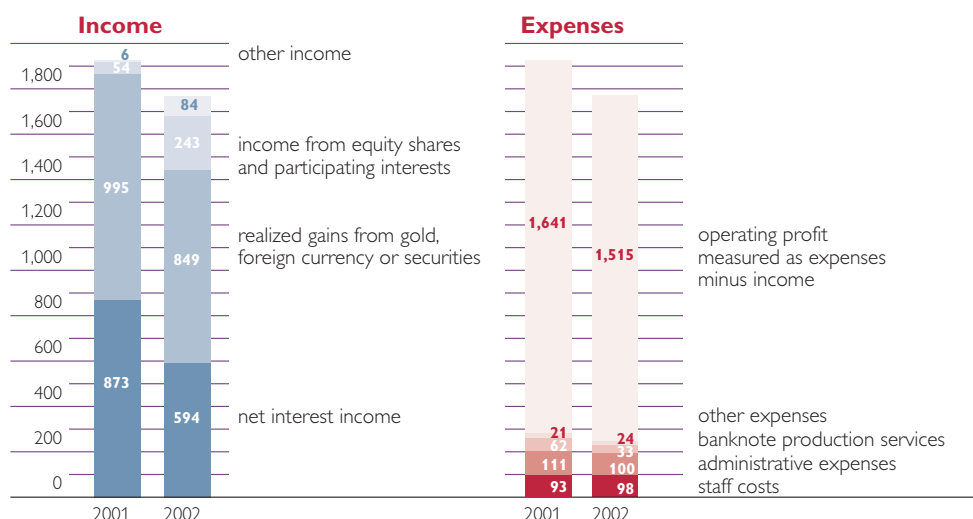 Income
Expenses
6
other income
54
1,800
84
1,600
243
income from equity shares
and participating interests
1,400
995
1,200
1,641
realized gains from gold,
foreign currency or securities
operating profit
measured as expenses
minus income
1,000
849
1,515
800
600
873
400
594
net interest income
other expenses
banknote production services
administrative expenses
staff costs
200
21
24
62
33
111
100
0
93
98
2001
2002
2001
2002